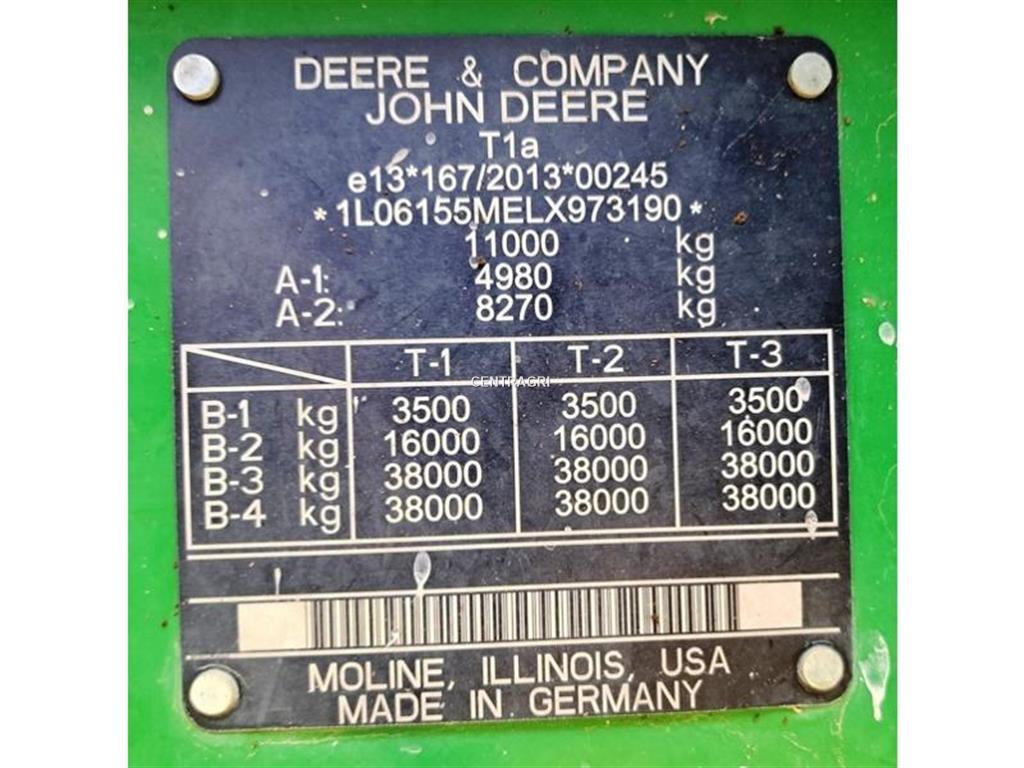 DEERE & COMPANY
JOHN DEERE
T1a
e13*167/2013*00245
*1L06155MELX973190*
11000 kg
A-1: 4980 kg
A-2: 8270 kg
T-1 T-2 T-3
CENTRAGRI
B-1 kg 3500 3500 3500
B-2 kg 16000 16000 16000
B-3 kg 38000 38000 38000
B-4 kg 38000 38000 38000
MOLINE, ILLINOIS, USA
MADE IN GERMANY